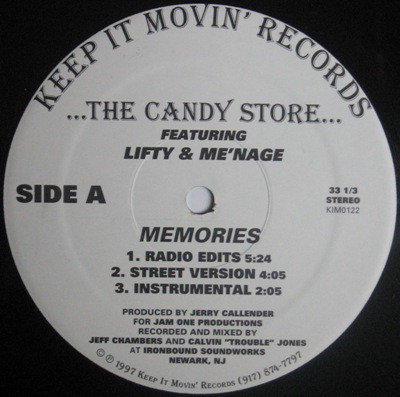 KEEP IT MOVIN' RECORDS
...THE CANDY STORE...
FEATURING
LIFTY & ME'NAGE
SIDE A
33 1/3
STEREO
KIM0122
MEMORIES
1. RADIO EDITS 5:24
2. STREET VERSION 4:05
3. INSTRUMENTAL 2:05
PRODUCED BY JERRY CALLENDER
FOR JAM ONE PRODUCTIONS
RECORDED AND MIXED BY
JEFF CHAMBERS AND CALVIN "TROUBLE" JONES
AT IRONBOUND SOUNDWORKS
NEWARK, NJ
© ℗ 1997 KEEP IT MOVIN' RECORDS (917) 874-7797